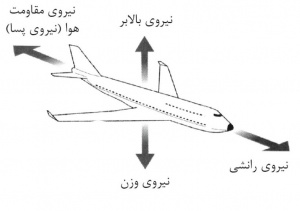 نیروی بالابر
نیروی مقاومت
هوا (نیروی پسا)
نیروی رانشی
نیروی وزن